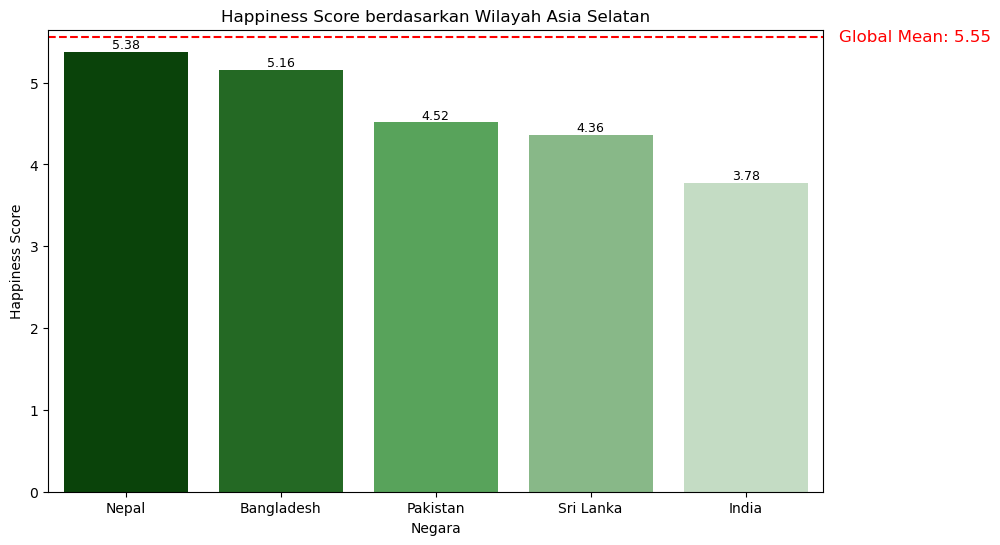 Happiness Score berdasarkan Wilayah Asia Selatan
Global Mean: 5.55
5.38
5.16
4.52
4.36
3.78
Happiness Score
5
4
3
2
1
0
Nepal
Bangladesh
Pakistan
Sri Lanka
India
Negara